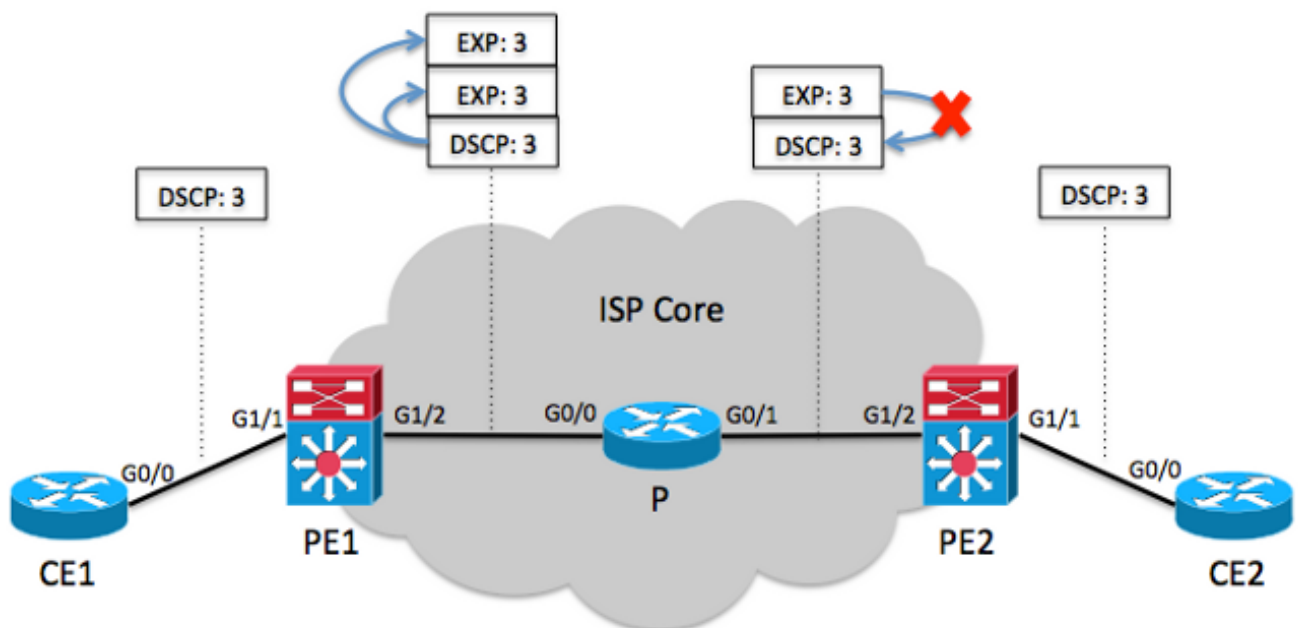 EXP: 3
EXP: 3
DSCP: 3
EXP: 3
DSCP: 3
DSCP: 3
DSCP: 3
ISP Core
G1/1
G1/2
G0/0
G0/1
G1/2
G1/1
G0/0
G0/0
CE1
PE1
P
PE2
CE2